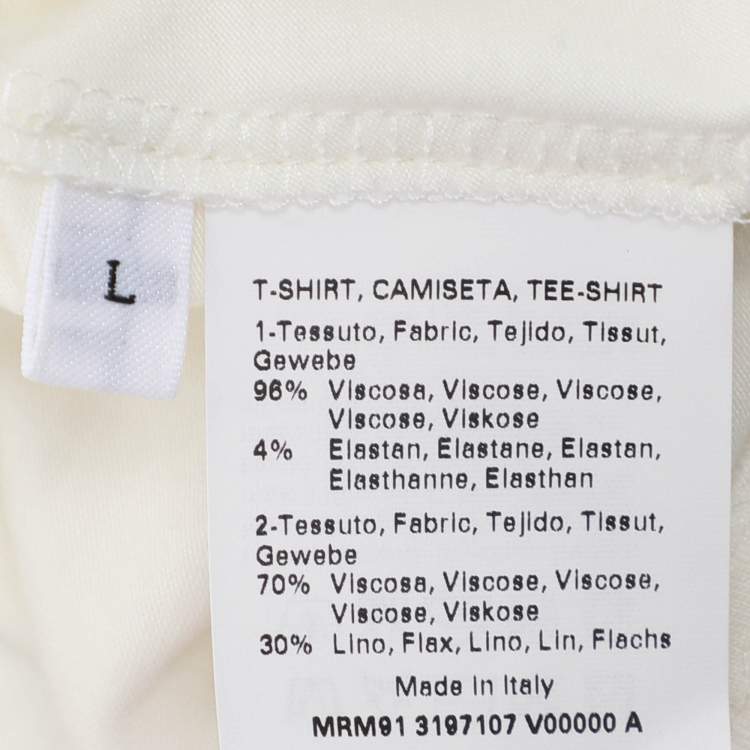 L
T-SHIRT, CAMISETA, TEE-SHIRT
1-Tessuto, Fabric, Tejido, Tissut,
Gewebe
96% Viscosa, Viscose, Viscose,
Viscose, Viskose
4% Elastan, Elastane, Elastan,
Elasthanne, Elasthan
2-Tessuto, Fabric, Tejido, Tissut,
Gewebe
70% Viscosa, Viscose, Viscose,
Viscose, Viskose
30% Lino, Flax, Lino, Lin, Flachs
Made In Italy
MRM91 3197107 V00000 A